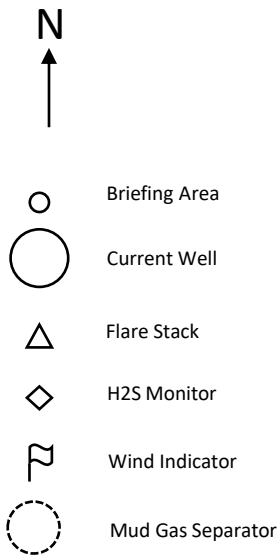 N
Briefing Area
Current Well
Flare Stack
H2S Monitor
Wind Indicator
Mud Gas Separator